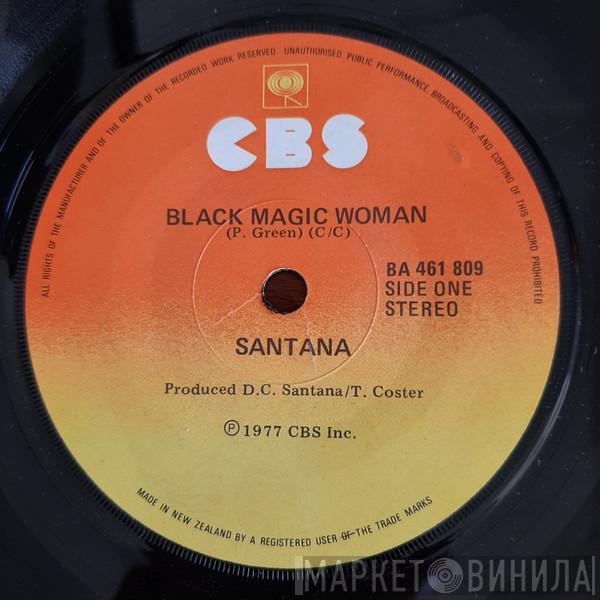 ALL RIGHTS OF THE MANUFACTURER AND OF THE OWNER OF THE RECORDED WORK RESERVED. UNAUTHORISED PUBLIC PERFORMANCE, BROADCASTING AND COPYING OF THIS RECORD PROHIBITED
CBS
BLACK MAGIC WOMAN
(P. Green) (C/C)
BA 461 809
SIDE ONE
STEREO
SANTANA
Produced D.C. Santana/T. Coster
Ⓟ 1977 CBS Inc.
MADE IN NEW ZEALAND BY A REGISTERED USER OF THE TRADE MARKS
МАРКЕТ ВИНИЛА